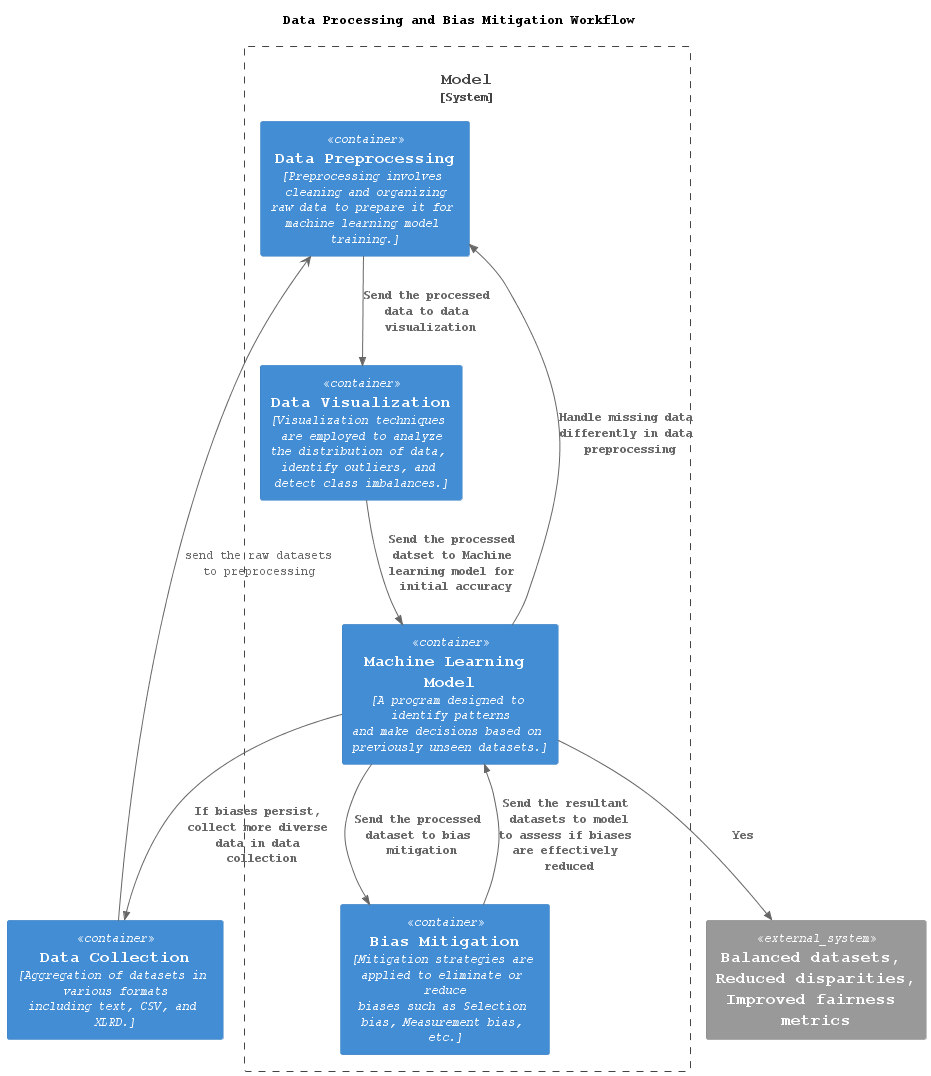 Data Processing and Bias Mitigation Workflow
Model
[System]
«container»
Data Preprocessing
[Preprocessing involves
cleaning and organizing
raw data to prepare it for
machine learning model
training.]
Send the processed
data to data
visualization
«container»
Data Visualization
[Visualization techniques
are employed to analyze
the distribution of data,
identify outliers, and
detect class imbalances.]
Handle missing data
differently in data
preprocessing
send the raw datasets
to preprocessing
Send the processed
datset to Machine
learning model for
initial accuracy
«container»
Machine Learning
Model
[A program designed to
identify patterns
and make decisions based on
previously unseen datasets.]
If biases persist,
collect more diverse
data in data
collection
Send the processed
dataset to bias
mitigation
Send the resultant
datasets to model
to assess if biases
are effectively
reduced
Yes
«container»
Data Collection
[Aggregation of datasets in
various formats
including text, CSV, and
XLRD.]
«container»
Bias Mitigation
[Mitigation strategies are
applied to eliminate or
reduce
biases such as Selection
bias, Measurement bias,
etc.]
«external_system»
Balanced datasets,
Reduced disparities,
Improved fairness
metrics